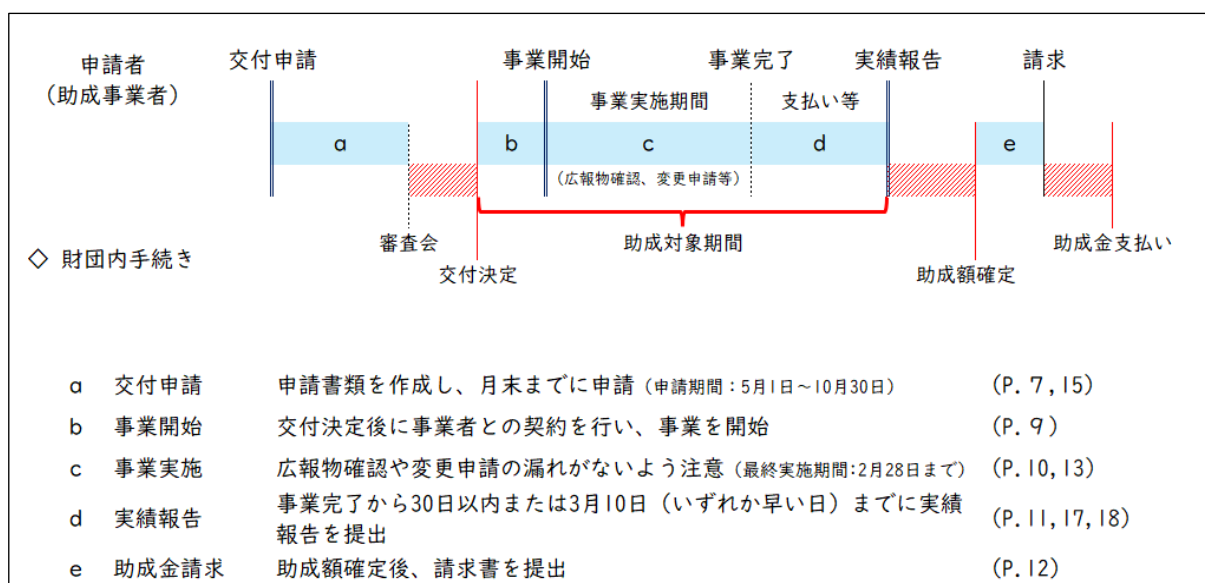 申請者
(助成事業者)
交付申請
事業開始
事業完了
実績報告
請求
事業実施期間
支払い等
a
b
c
d
e
(広報物確認、変更申請等)
審査会
助成対象期間
助成金支払い
◇ 財団内手続き
交付決定
助成額確定
a 交付申請 申請書類を作成し、月末までに申請(申請期間:5月1日~10月30日) (P. 7,15)
b 事業開始 交付決定後に事業者との契約を行い、事業を開始 (P. 9)
c 事業実施 広報物確認や変更申請の漏れがないよう注意(最終実施期間:2月28日まで) (P.10,13)
d 実績報告 事業完了から30日以内または3月10日(いずれか早い日)までに実績
報告を提出 (P.11,17,18)
e 助成金請求 助成額確定後、請求書を提出 (P.12)